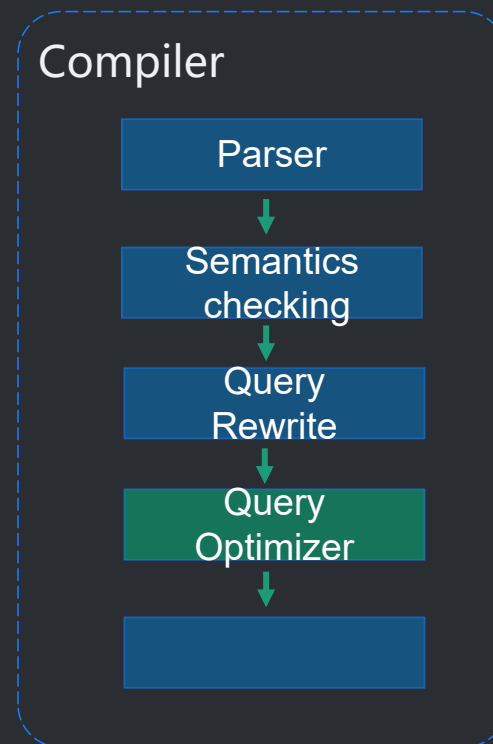 Compiler
Parser
Semantics
checking
Query
Rewrite
Query
Optimizer